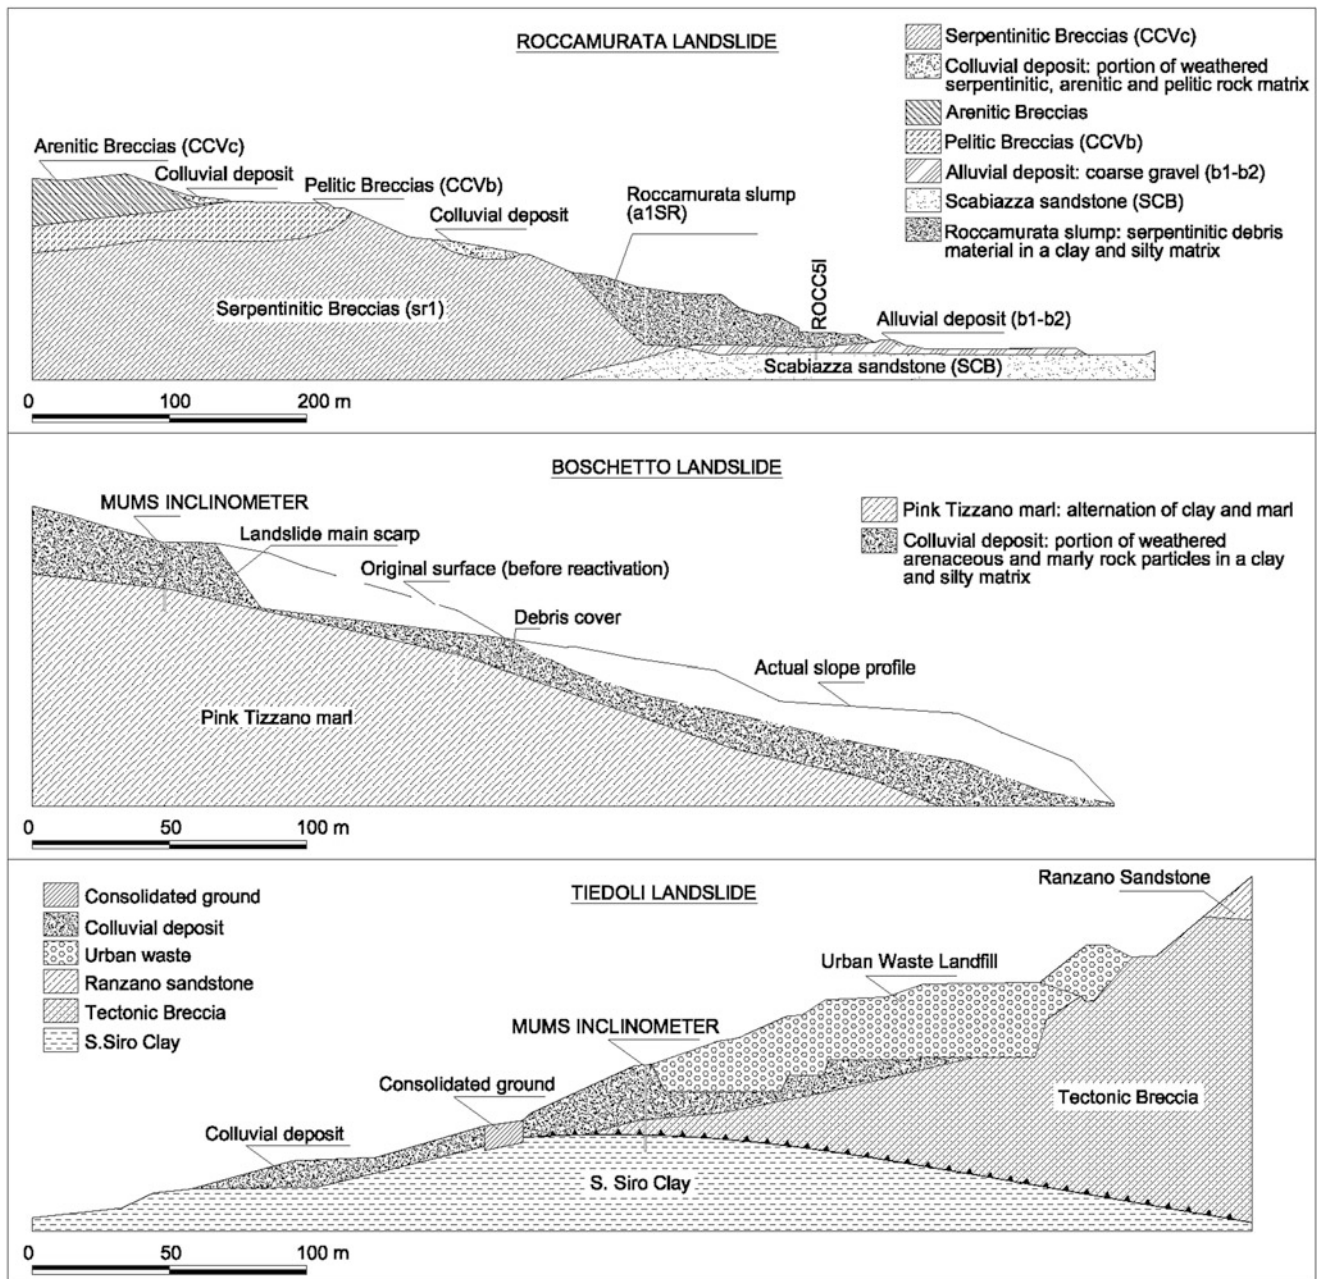 ROCCAMURATA LANDSLIDE
Serpentinitic Breccias (CCVc)
Colluvial deposit: portion of weathered
serpentinitic, arenitic and pelitic rock matrix
Arenitic Breccias
Pelitic Breccias (CCVb)
Alluvial deposit: coarse gravel (b1-b2)
Scabiazza sandstone (SCB)
Roccamurata slump: serpentinitic debris
material in a clay and silty matrix
Arenitic Breccias (CCVc)
Colluvial deposit
Pelitic Breccias (CCVb)
Colluvial deposit
Roccamurata slump
(a1SR)
ROCC5I
Alluvial deposit (b1-b2)
Serpentinitic Breccias (sr1)
Scabiazza sandstone (SCB)
0 100 200 m
BOSCHETTO LANDSLIDE
Pink Tizzano marl: alternation of clay and marl
Colluvial deposit: portion of weathered
arenaceous and marly rock particles in a clay
and silty matrix
MUMS INCLINOMETER
Landslide main scarp
Original surface (before reactivation)
Debris cover
Actual slope profile
Pink Tizzano marl
0 50 100 m
TIEDOLI LANDSLIDE
Consolidated ground
Colluvial deposit
Urban waste
Ranzano sandstone
Tectonic Breccia
S.Siro Clay
Ranzano Sandstone
Urban Waste Landfill
MUMS INCLINOMETER
Consolidated ground
Colluvial deposit
Tectonic Breccia
S. Siro Clay
0 50 100 m